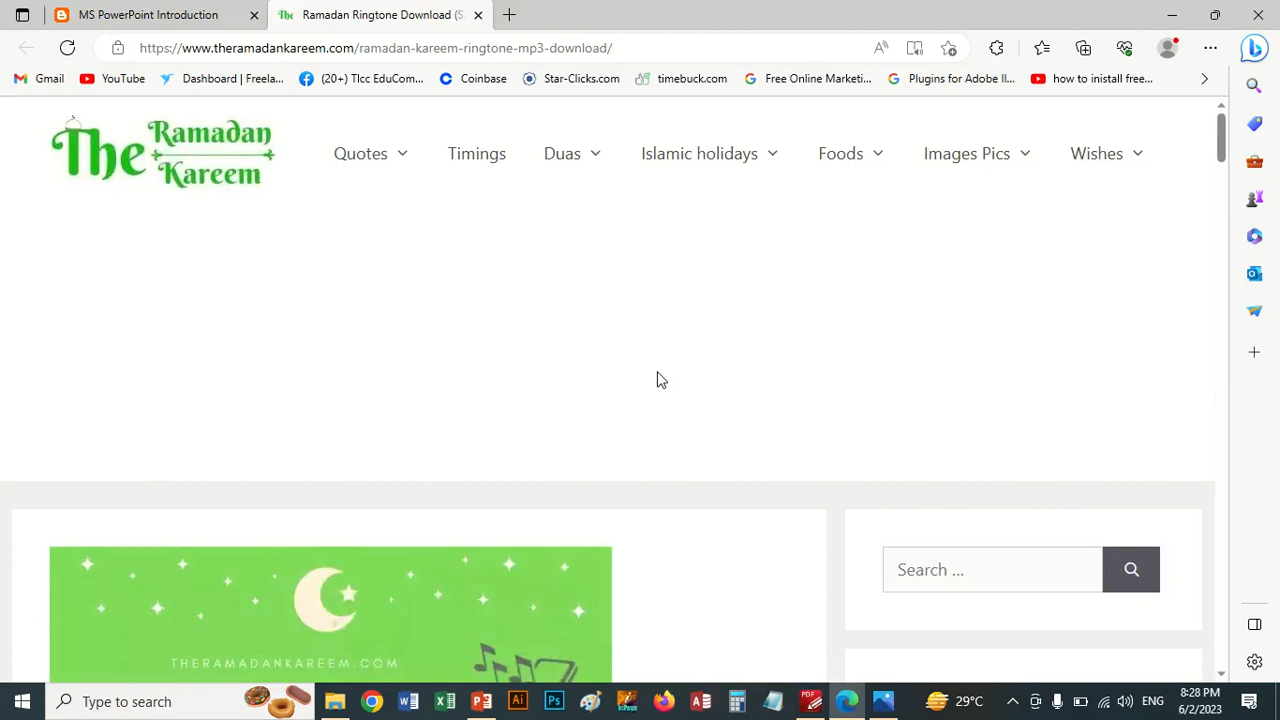 MS PowerPoint Introduction
Ramadan Ringtone Download (S
https://www.theramadankareem.com/ramadan-kareem-ringtone-mp3-download/
Gmail
YouTube
Dashboard | Freela...
(20+) Tlcc EduCom...
Coinbase
Star-Clicks.com
timebuck.com
Free Online Marketi...
Plugins for Adobe Il...
how to inistall free...
The Ramadan
Kareem
Quotes
Timings
Duas
Islamic holidays
Foods
Images Pics
Wishes
Search ...
THERAMADANKAREEM.COM
Type to search
29°C
ENG
8:28 PM
6/2/2023